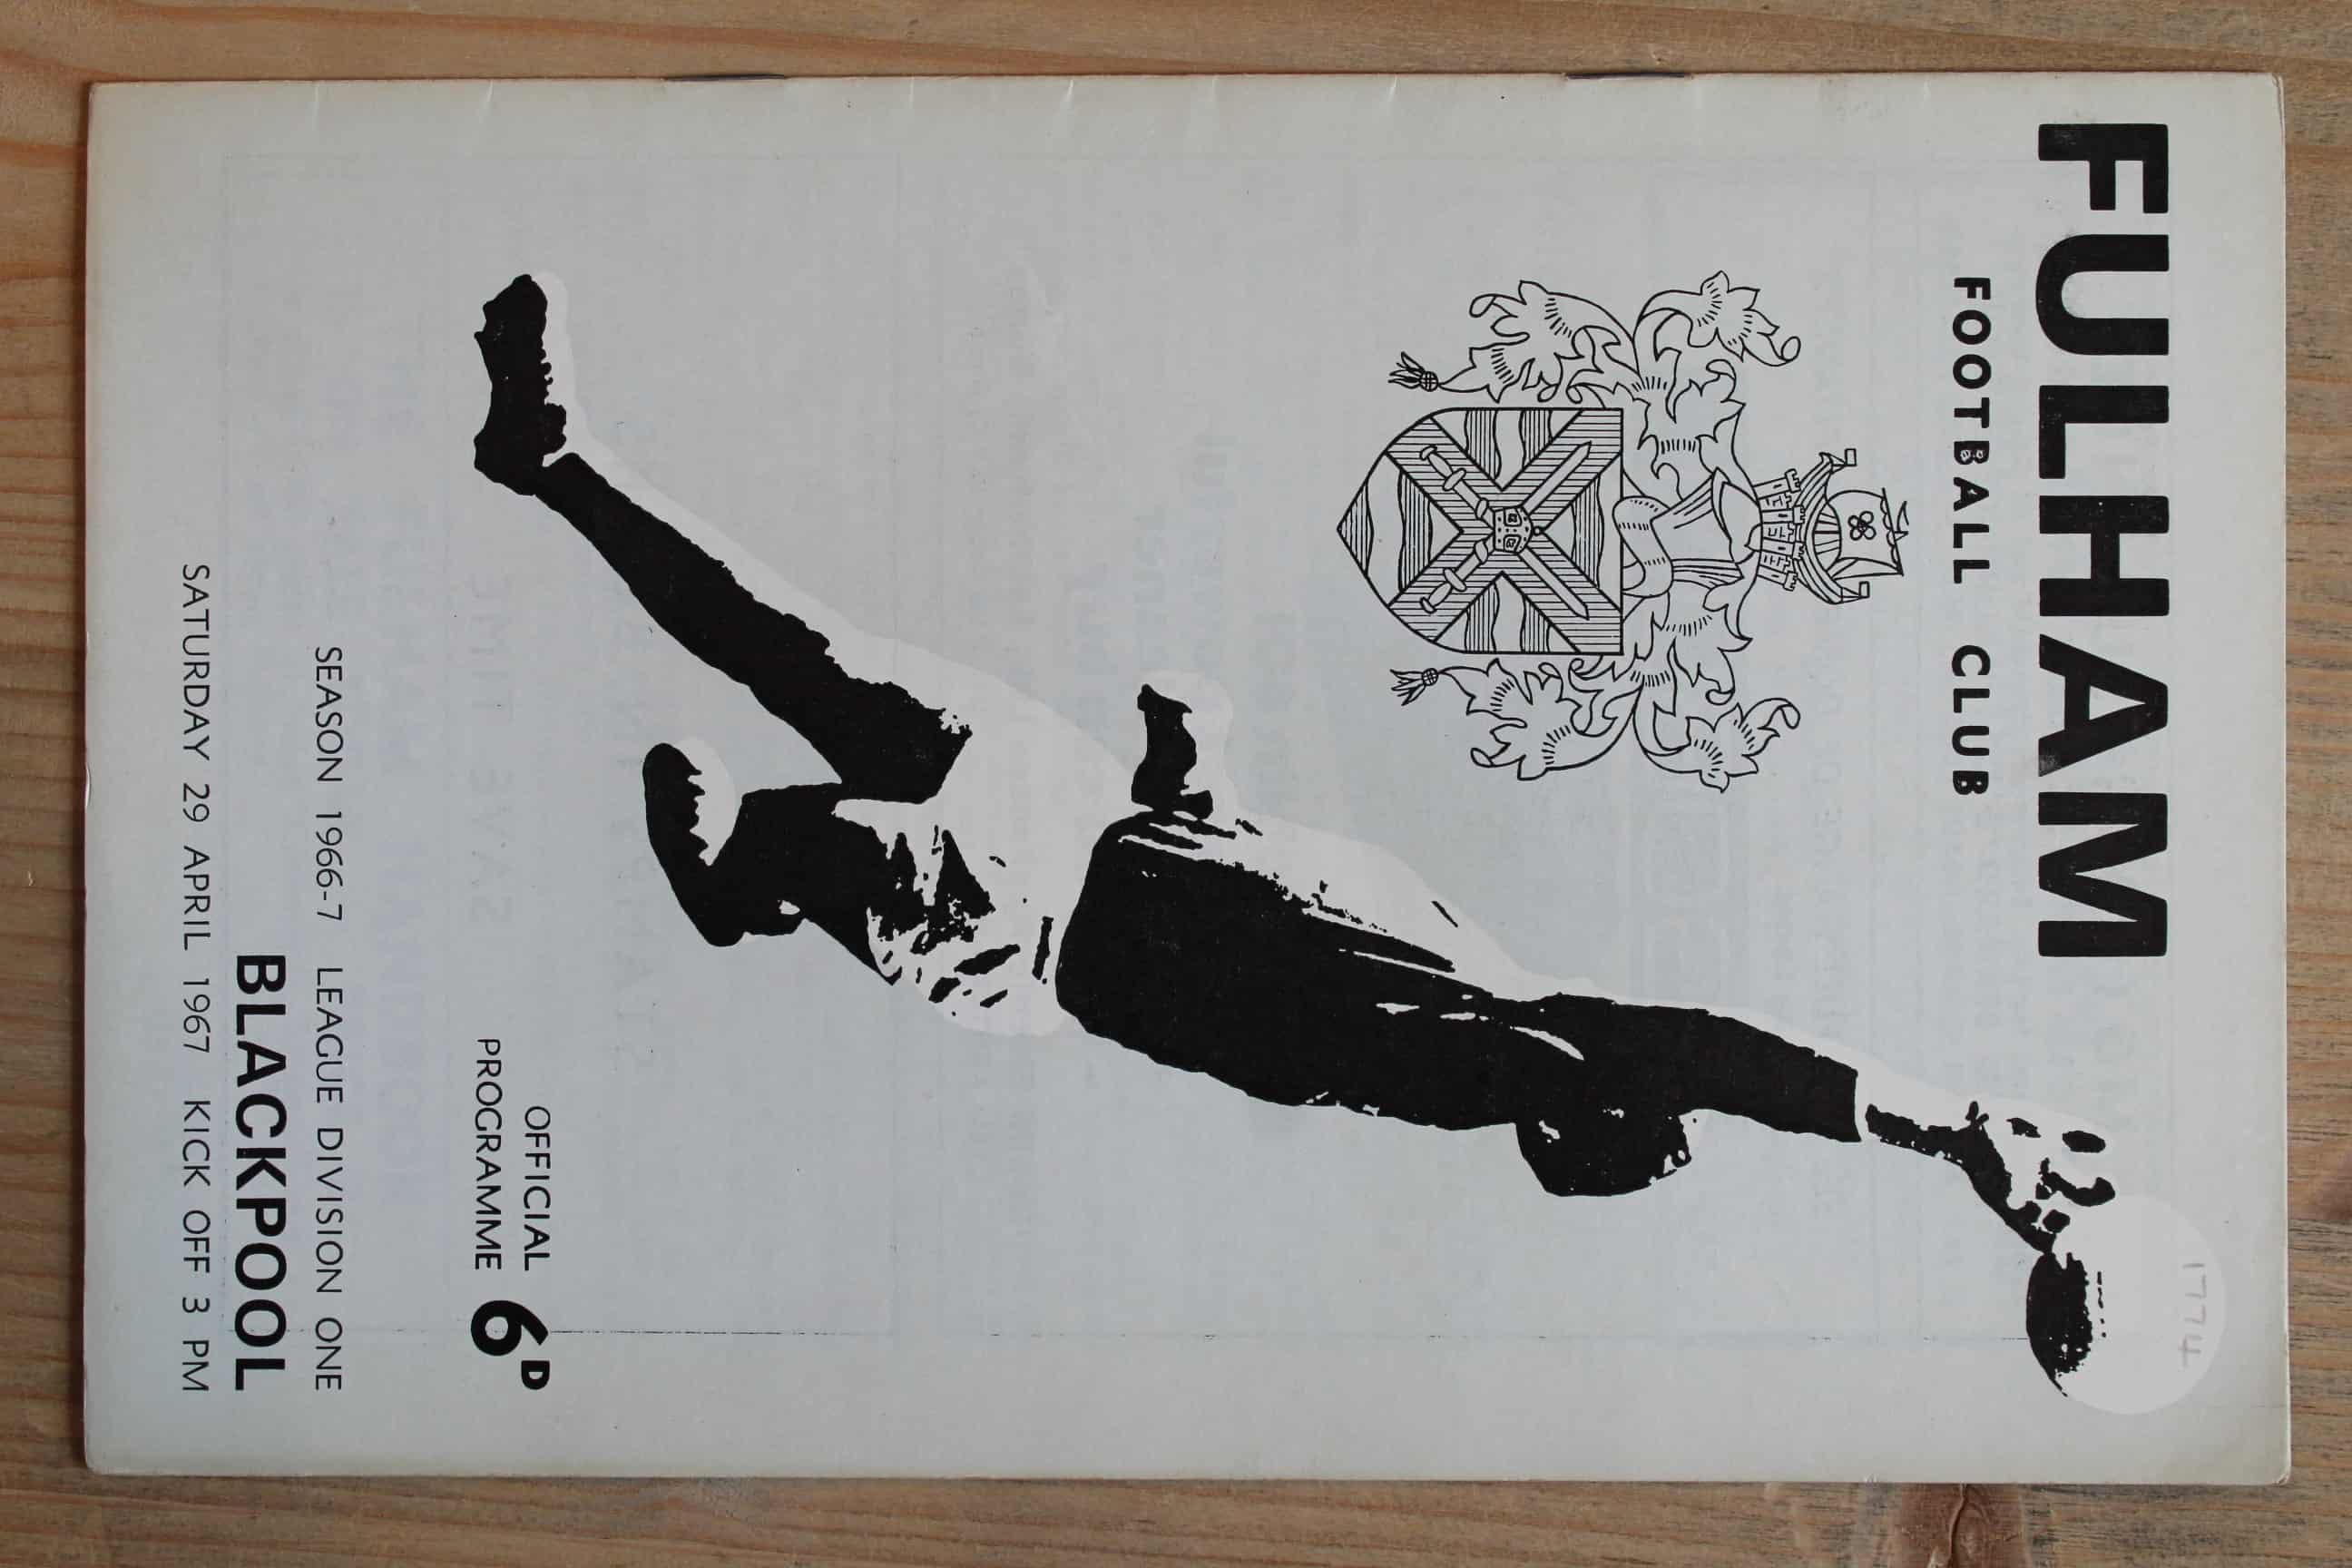 FULHAM
FOOTBALL CLUB
1774
OFFICIAL
PROGRAMME 6D
SEASON 1966-7 LEAGUE DIVISION ONE
BLACKPOOL
SATURDAY 29 APRIL 1967 KICK OFF 3 PM